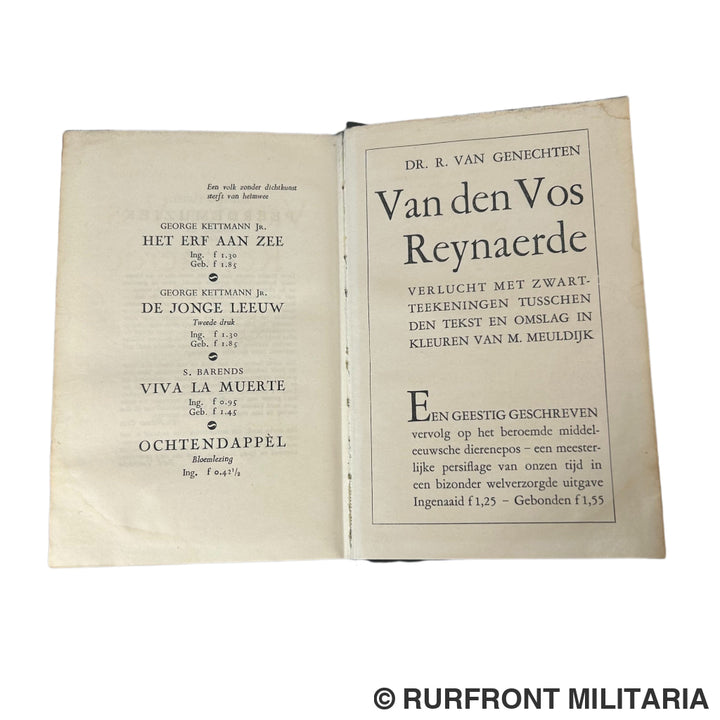 Een volk zonder dichtkunst
sterft van heimwee
GEORGE KETTMANN JR.
HET ERF AAN ZEE
Ing. f 1.30
Geb. f 1.85
GEORGE KETTMANN JR.
DE JONGE LEEUW
Tweede druk
Ing. f 1.30
Geb. f 1.85
S. BARENDS
VIVA LA MUERTE
Ing. f 0.95
Geb. f 1.45
OCHTENDAPPÈL
Bloemlezing
Ing. f 0.42½
DR. R. VAN GENECHTEN
Van den Vos
Reynaerde
VERLUCHT MET ZWART-
TEEKENINGEN TUSSCHEN
DEN TEKST EN OMSLAG IN
KLEUREN VAN M. MEULDIJK
EEN GEESTIG GESCHREVEN
vervolg op het beroemde middel-
eeuwsche dierenepos – een meester-
lijke persiflage van onzen tijd in
een bizonder welverzorgde uitgave
Ingenaaid f 1,25 – Gebonden f 1,55
© RURFRONT MILITARIA